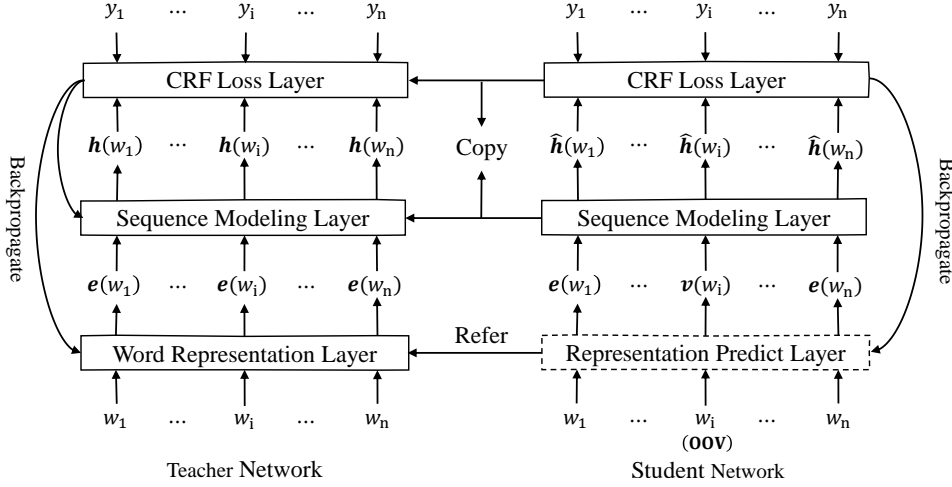 y₁ ... yᵢ ... yₙ y₁ ... yᵢ ... yₙ
CRF Loss Layer CRF Loss Layer
h(w₁) ... h(wᵢ) ... h(wₙ) Copy ĥ(w₁) ... ĥ(wᵢ) ... ĥ(wₙ)
Backpropagate Backpropagate
Sequence Modeling Layer Sequence Modeling Layer
e(w₁) ... e(wᵢ) ... e(wₙ) e(w₁) ... v(wᵢ) ... e(wₙ)
Refer
Word Representation Layer Representation Predict Layer
w₁ ... wᵢ ... wₙ w₁ ... wᵢ ... wₙ
(OOV)
Teacher Network Student Network